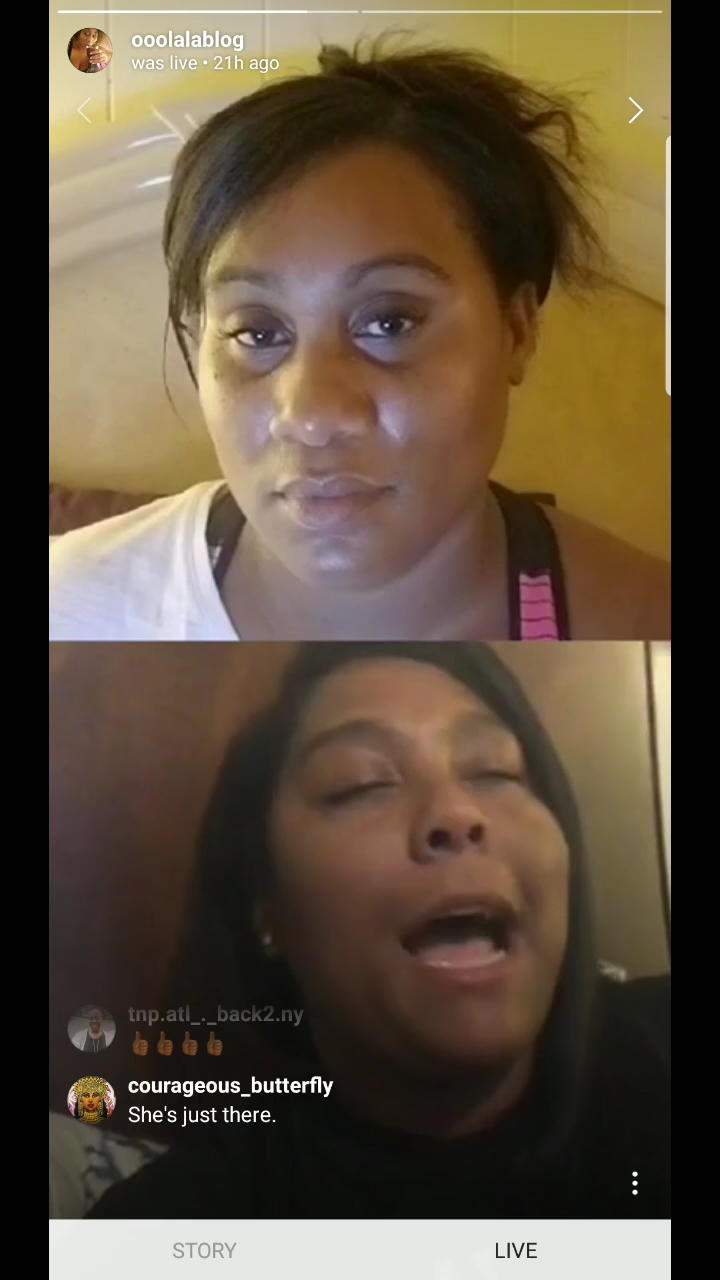 ooolalablog
was live • 21h ago
tnp.atl_._back2.ny
courageous_butterfly
She's just there.
STORY
LIVE